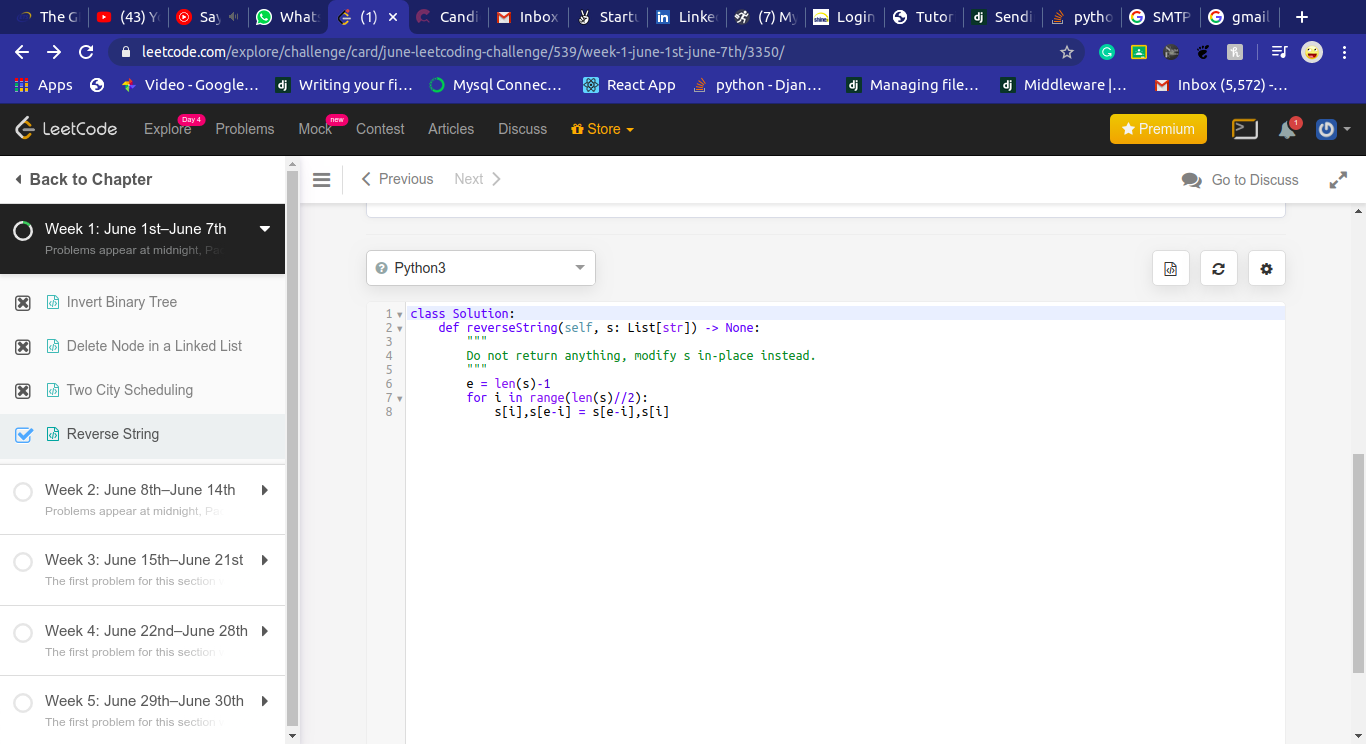 The G
(43) Y
Say
What
(1)
Candi
Inbox
Startu
Linke
(7) My
Login
Tutor
Sendi
pytho
SMTP
gmail
leetcode.com/explore/challenge/card/june-leetcoding-challenge/539/week-1-june-1st-june-7th/3350/
Apps
Video - Google...
Writing your fi...
Mysql Connec...
React App
python - Djan...
Managing file...
Middleware |...
Inbox (5,572) -...
LeetCode
Explore
Day 4
Problems
Mock
new
Contest
Articles
Discuss
Store
Premium
1
Back to Chapter
Previous
Next
Go to Discuss
Week 1: June 1st–June 7th
Problems appear at midnight, Pa
Invert Binary Tree
Delete Node in a Linked List
Two City Scheduling
Reverse String
Week 2: June 8th–June 14th
Problems appear at midnight, Pa
Week 3: June 15th–June 21st
The first problem for this section
Week 4: June 22nd–June 28th
The first problem for this section
Week 5: June 29th–June 30th
The first problem for this section
Python3
1 class Solution:
2     def reverseString(self, s: List[str]) -> None:
3         """
4         Do not return anything, modify s in-place instead.
5         """
6         e = len(s)-1
7         for i in range(len(s)//2):
8             s[i],s[e-i] = s[e-i],s[i]